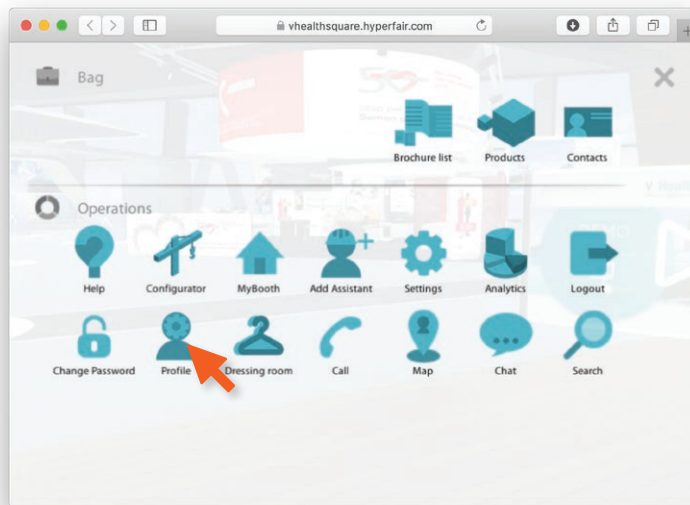 vhealthsquare.hyperfair.com
Bag
Brochure list Products Contacts
Operations
Help Configurator MyBooth Add Assistant Settings Analytics Logout
Change Password Profile Dressing room Call Map Chat Search